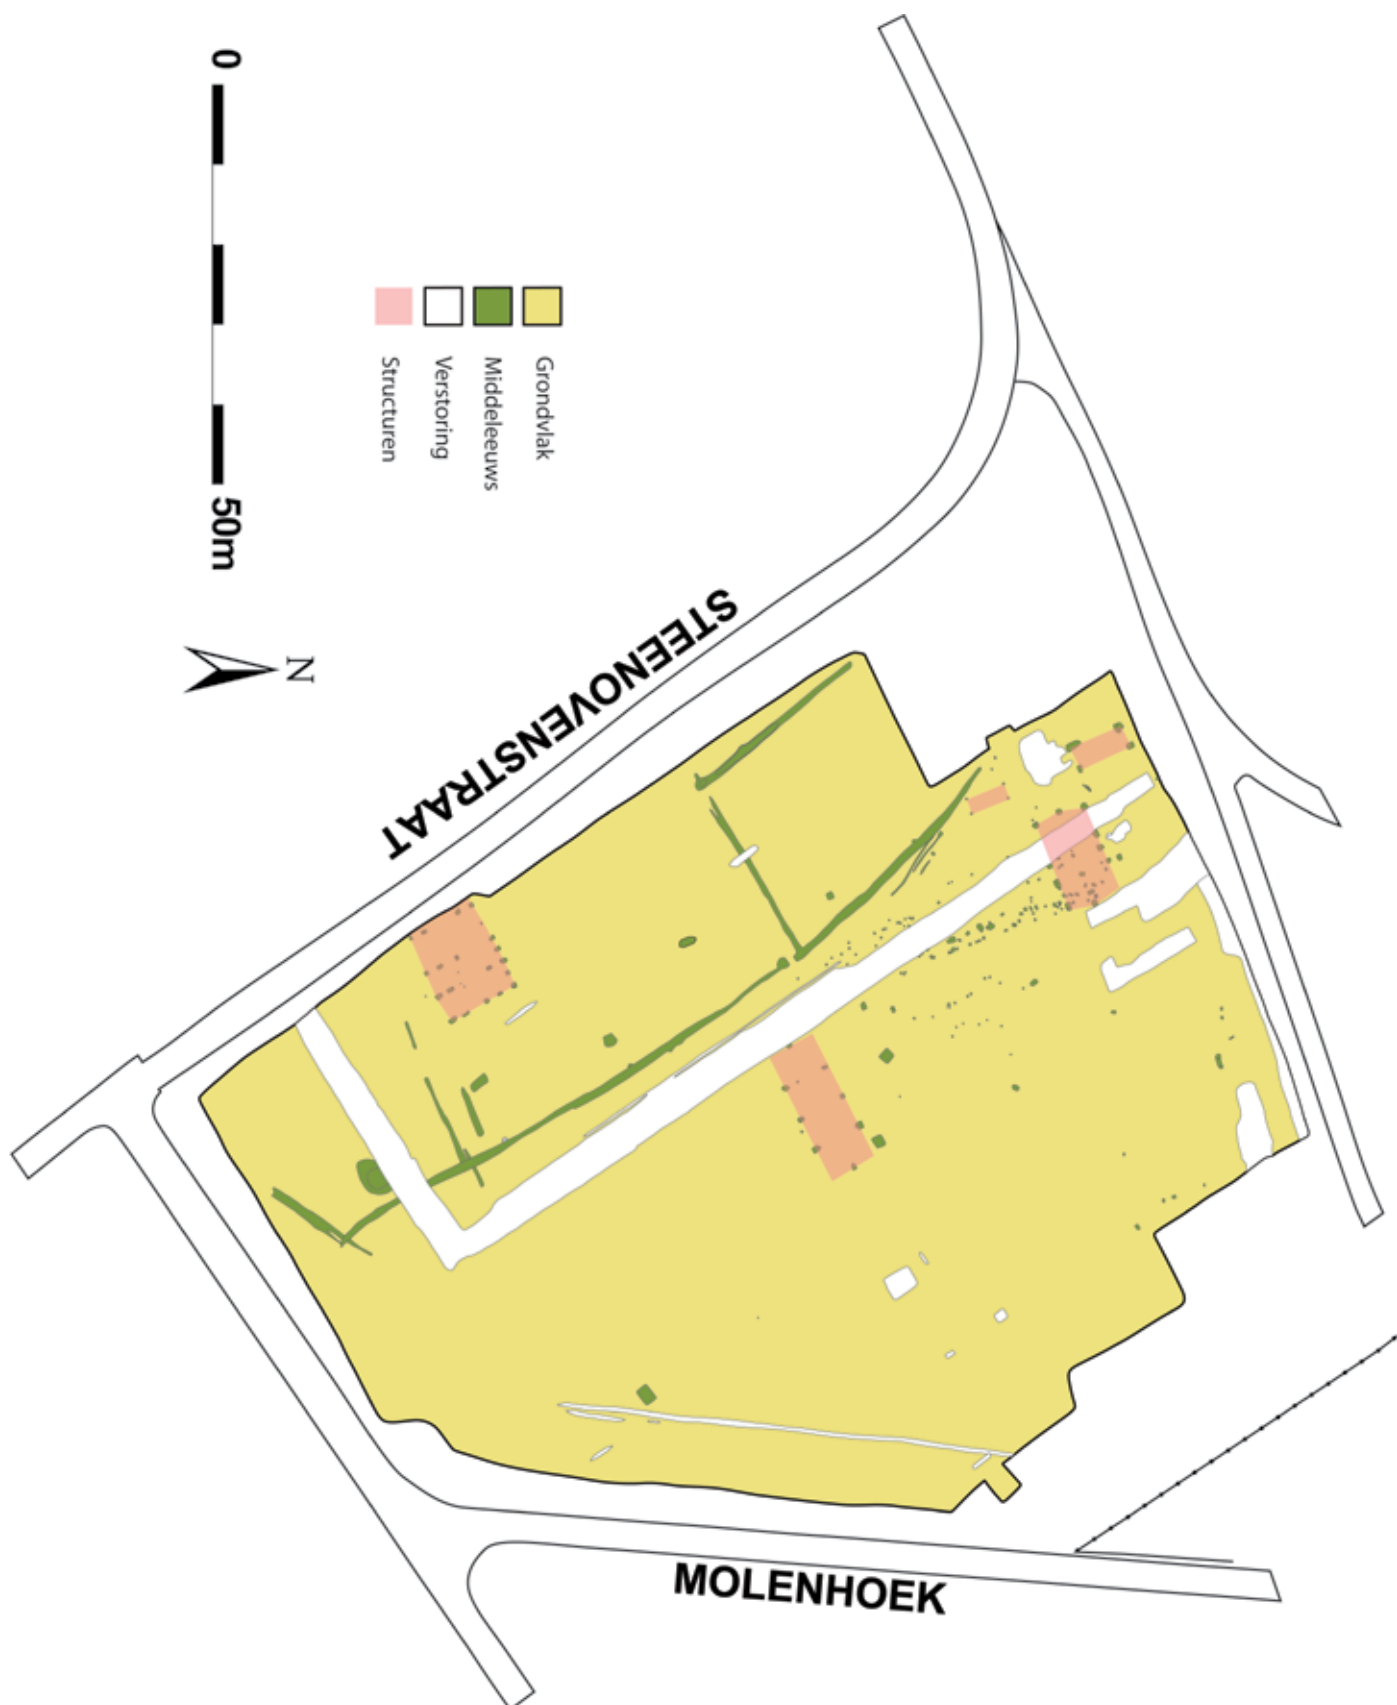 0
50m
N
Grondvlak
Middeleeuws
Verstoring
Structuren
STEENOVENSTRAAT
MOLENHOEK